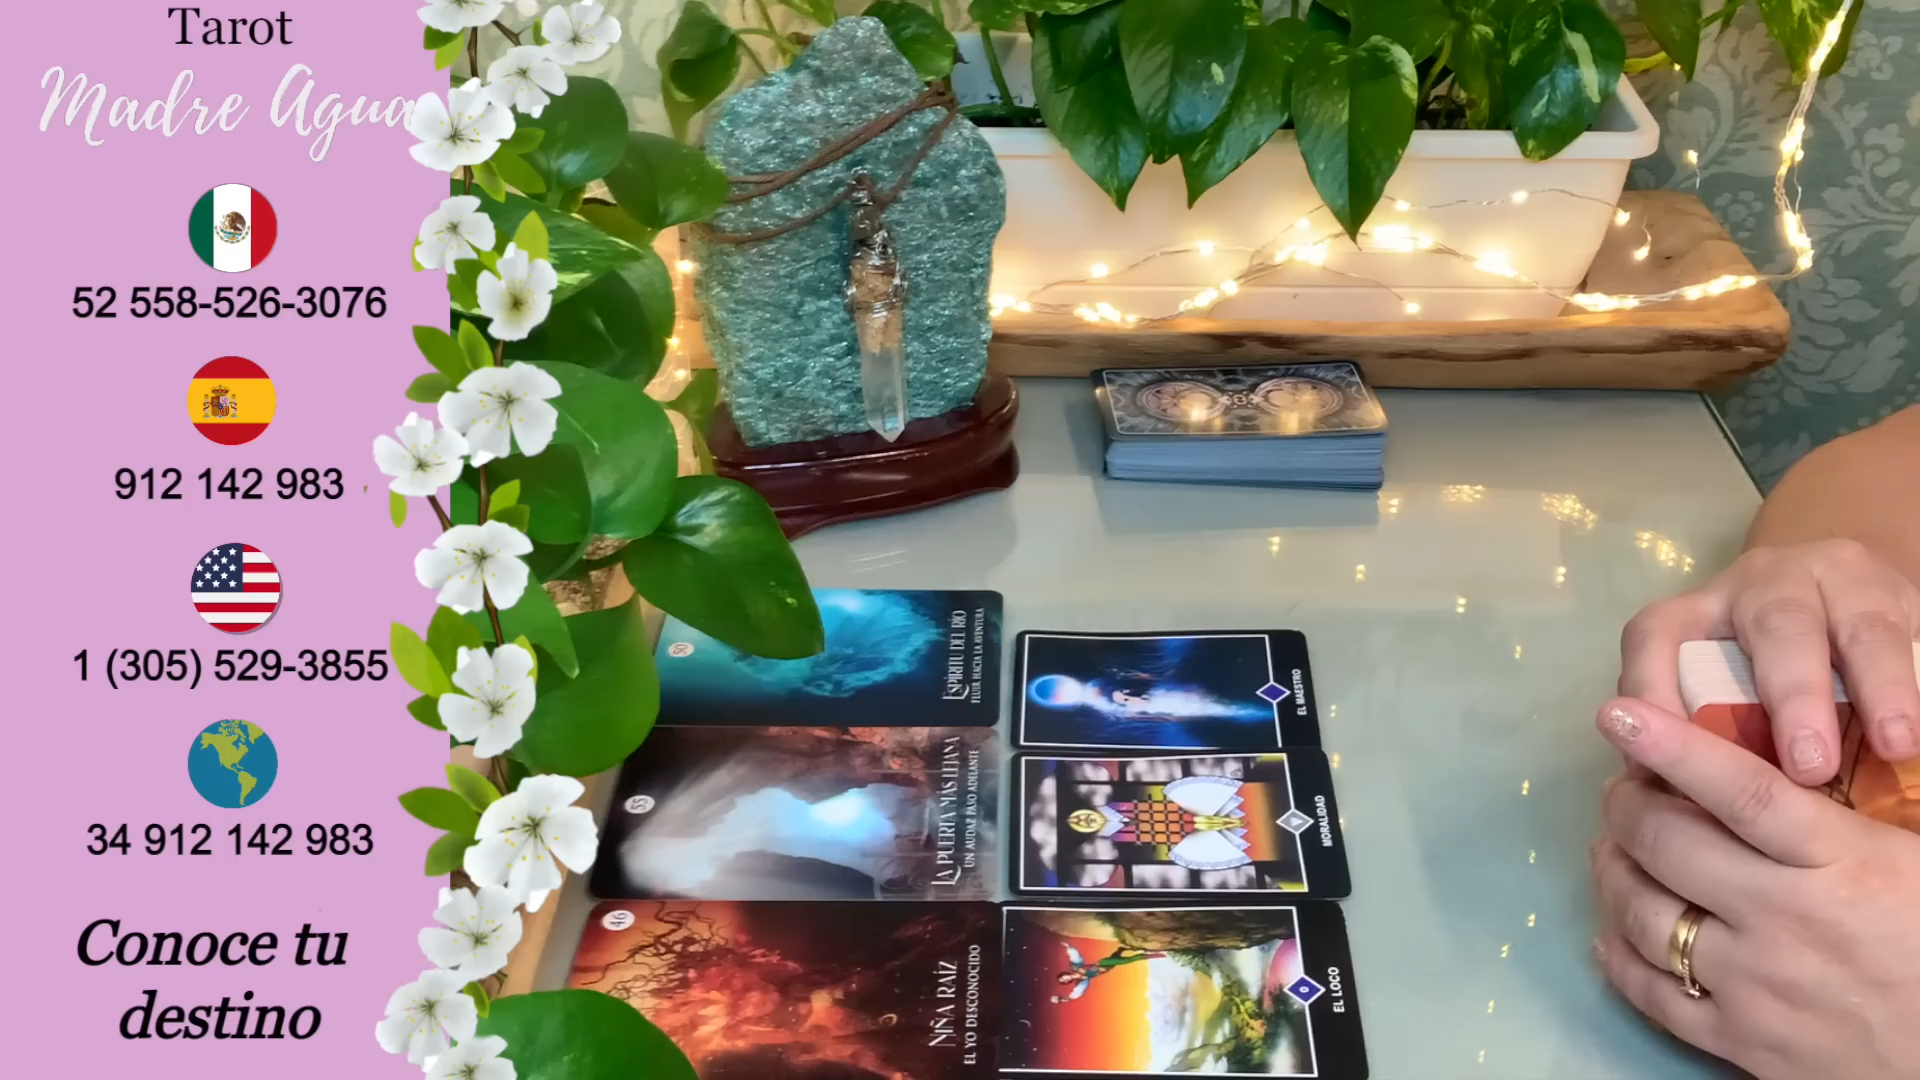 Tarot
Madre Agua
52 558-526-3076
912 142 983
1 (305) 529-3855
34 912 142 983
Conoce tu
destino
50
ESPÍRITU DEL RÍO
FLUIR HACIA LA AVENTURA
EL MAESTRO
55
LA PUERTA MÁS LEJANA
UN AUDAZ PASO ADELANTE
MORALIDAD
46
NIÑA RAÍZ
EL YO DESCONOCIDO
0
EL LOCO